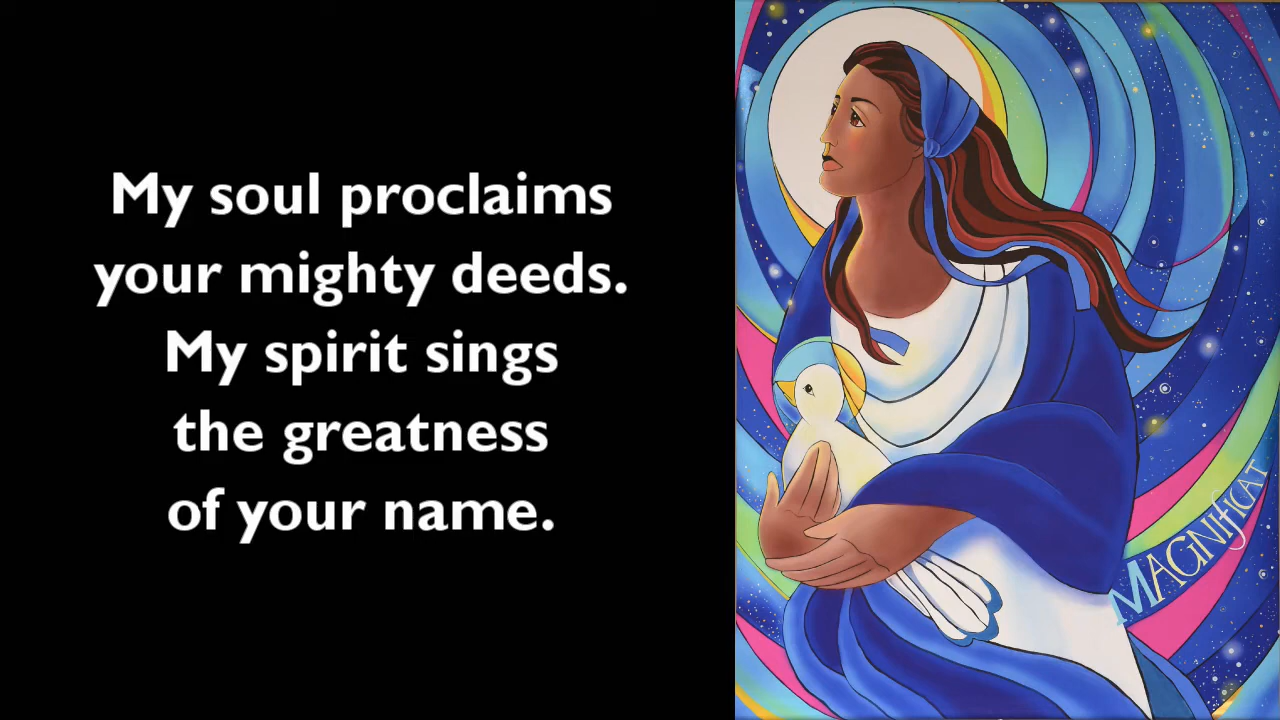 My soul proclaims
your mighty deeds.
My spirit sings
the greatness
of your name.
MAGNIfICAT